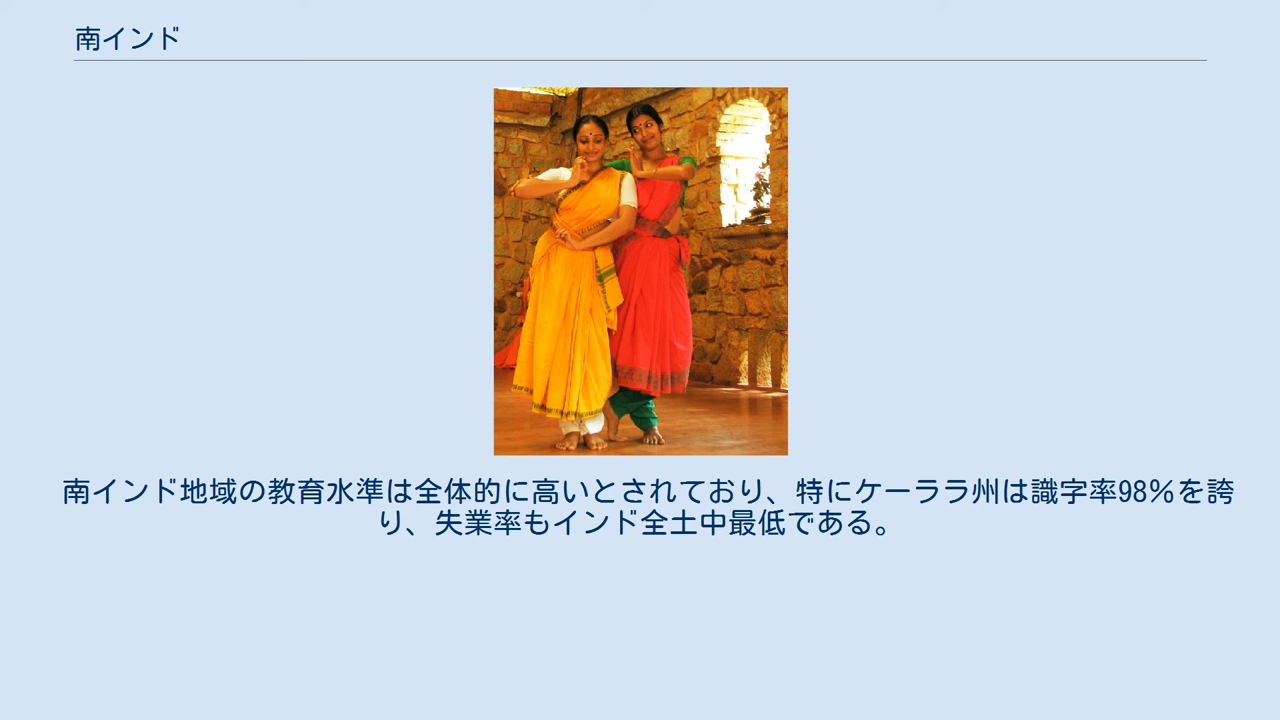 南インド
南インド地域の教育水準は全体的に高いとされており、特にケーララ州は識字率98%を誇
り、失業率もインド全土中最低である。